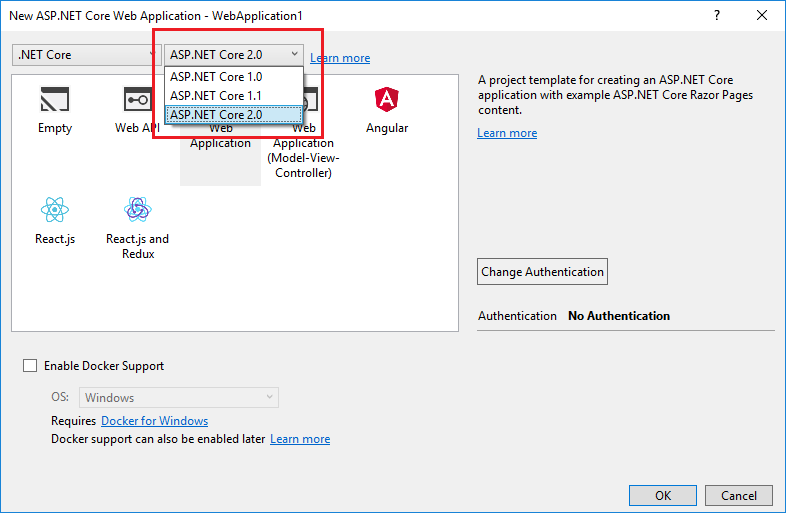 New ASP.NET Core Web Application - WebApplication1
?
.NET Core
ASP.NET Core 2.0
Learn more
ASP.NET Core 1.0
ASP.NET Core 1.1
ASP.NET Core 2.0
Empty
Web API
Web
Application
Web
Application
(Model-View-
Controller)
Angular
React.js
React.js and
Redux
A project template for creating an ASP.NET Core
application with example ASP.NET Core Razor Pages
content.
Learn more
Change Authentication
Authentication No Authentication
Enable Docker Support
OS: Windows
Requires Docker for Windows
Docker support can also be enabled later Learn more
OK
Cancel